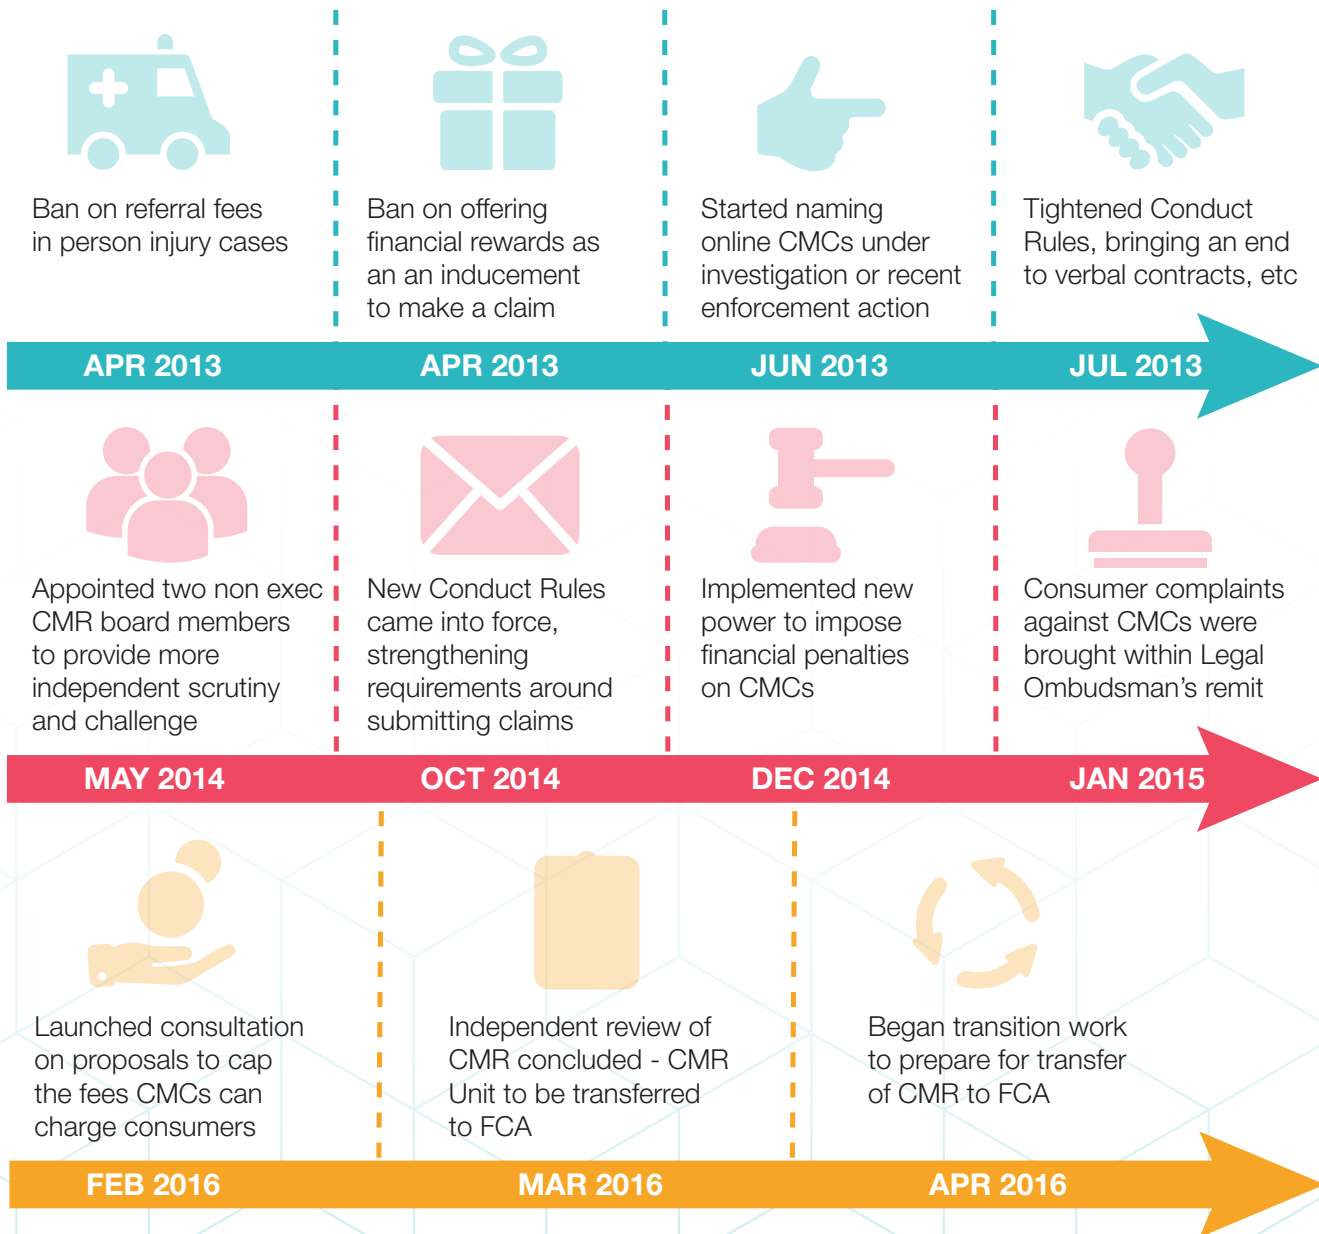 Ban on referral fees
in person injury cases
Ban on offering
financial rewards as
an an inducement
to make a claim
Started naming
online CMCs under
investigation or recent
enforcement action
Tightened Conduct
Rules, bringing an end
to verbal contracts, etc
APR 2013
APR 2013
JUN 2013
JUL 2013
Appointed two non exec
CMR board members
to provide more
independent scrutiny
and challenge
New Conduct Rules
came into force,
strengthening
requirements around
submitting claims
Implemented new
power to impose
financial penalties
on CMCs
Consumer complaints
against CMCs were
brought within Legal
Ombudsman’s remit
MAY 2014
OCT 2014
DEC 2014
JAN 2015
Launched consultation
on proposals to cap
the fees CMCs can
charge consumers
Independent review of
CMR concluded - CMR
Unit to be transferred
to FCA
Began transition work
to prepare for transfer
of CMR to FCA
FEB 2016
MAR 2016
APR 2016